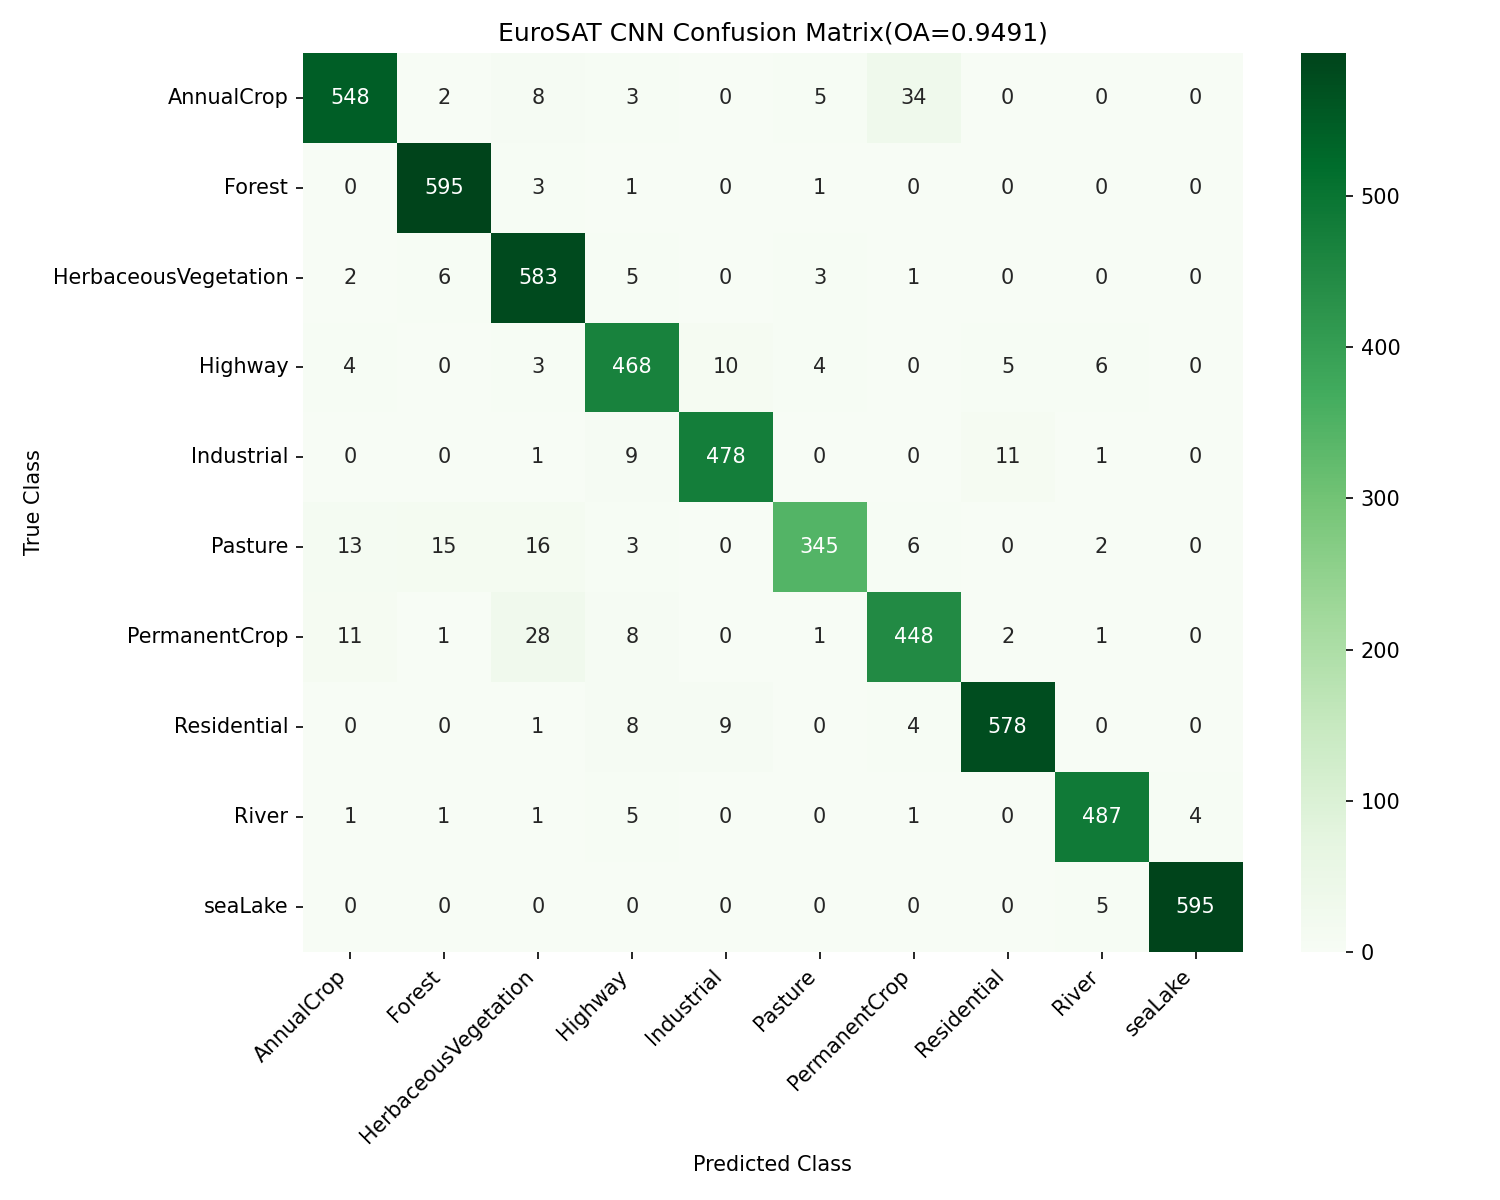 EuroSAT CNN Confusion Matrix(OA=0.9491)
AnnualCrop 548 2 8 3 0 5 34 0 0 0
Forest 0 595 3 1 0 1 0 0 0 0
HerbaceousVegetation 2 6 583 5 0 3 1 0 0 0
Highway 4 0 3 468 10 4 0 5 6 0
Industrial 0 0 1 9 478 0 0 11 1 0
Pasture 13 15 16 3 0 345 6 0 2 0
PermanentCrop 11 1 28 8 0 1 448 2 1 0
Residential 0 0 1 8 9 0 4 578 0 0
River 1 1 1 5 0 0 1 0 487 4
seaLake 0 0 0 0 0 0 0 0 5 595
True Class
AnnualCrop
Forest
HerbaceousVegetation
Highway
Industrial
Pasture
PermanentCrop
Residential
River
seaLake
Predicted Class
500
400
300
200
100
0